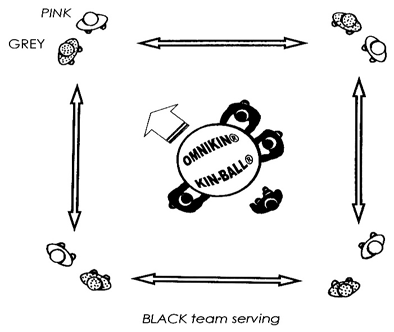 PINK
GREY
OMNIKIN®
KIN-BALL®
BLACK team serving